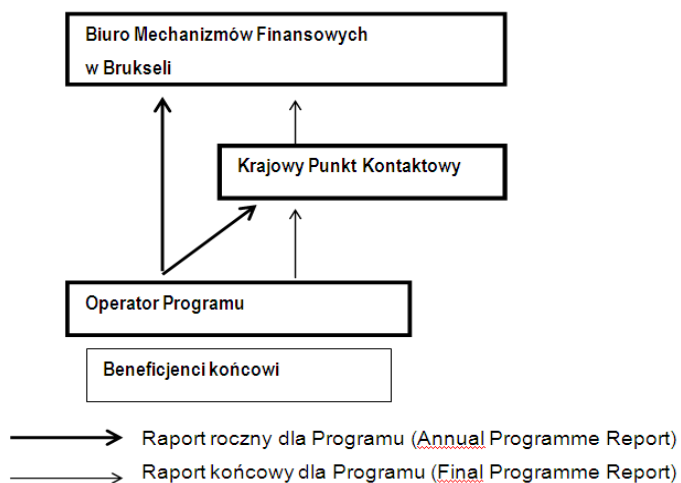 Biuro Mechanizmów Finansowych
w Brukseli
Krajowy Punkt Kontaktowy
Operator Programu
Beneficjenci końcowi
Raport roczny dla Programu (Annual Programme Report)
Raport końcowy dla Programu (Final Programme Report)